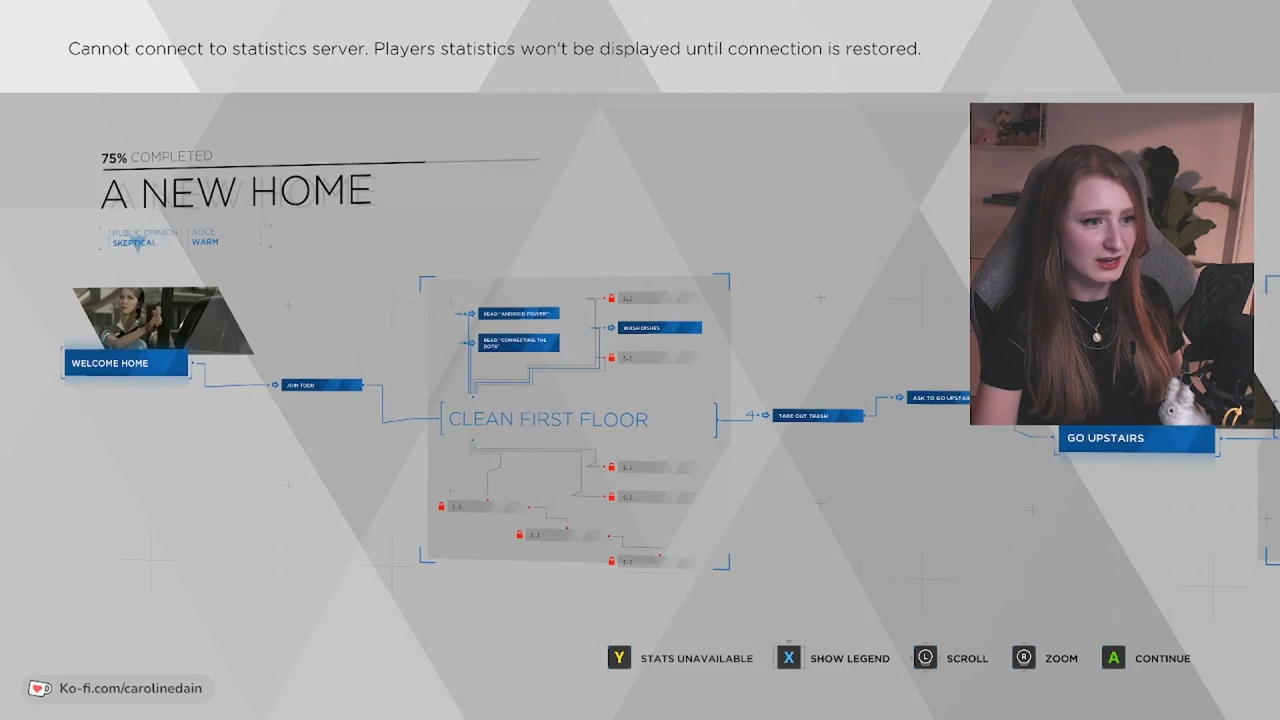 Cannot connect to statistics server. Players statistics won't be displayed until connection is restored.
75% COMPLETED
A NEW HOME
PUBLIC OPINION
SKEPTICAL
ALICE
WARM
READ "ANDROID POWER"
WASH DISHES
READ "CONNECTING THE
DOTS"
WELCOME HOME
JOIN TODD
CLEAN FIRST FLOOR
TAKE OUT TRASH
ASK TO GO UPSTAIR
GO UPSTAIRS
Y STATS UNAVAILABLE
X SHOW LEGEND
L SCROLL
R ZOOM
A CONTINUE
Ko-fi.com/carolinedain